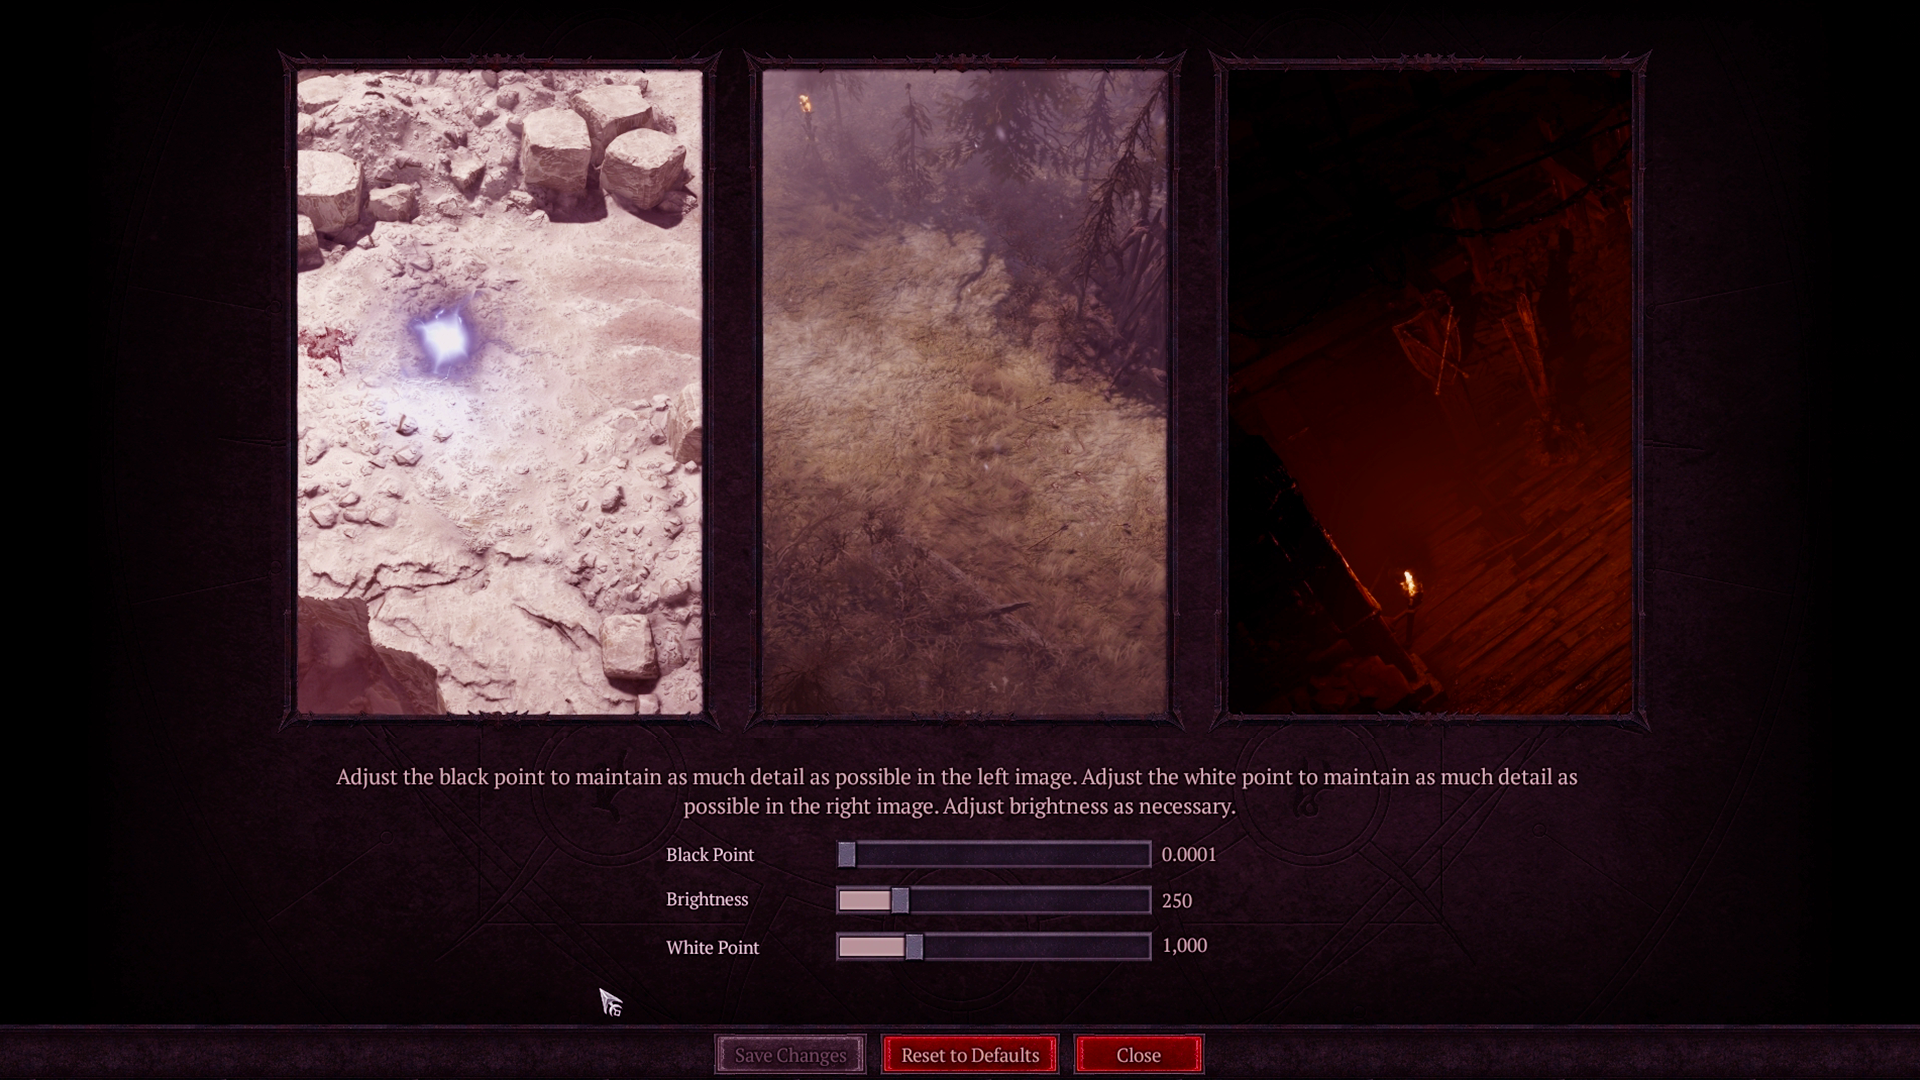 Adjust the black point to maintain as much detail as possible in the left image. Adjust the white point to maintain as much detail as
possible in the right image. Adjust brightness as necessary.
Black Point 0.0001
Brightness 250
White Point 1,000
Save Changes Reset to Defaults Close